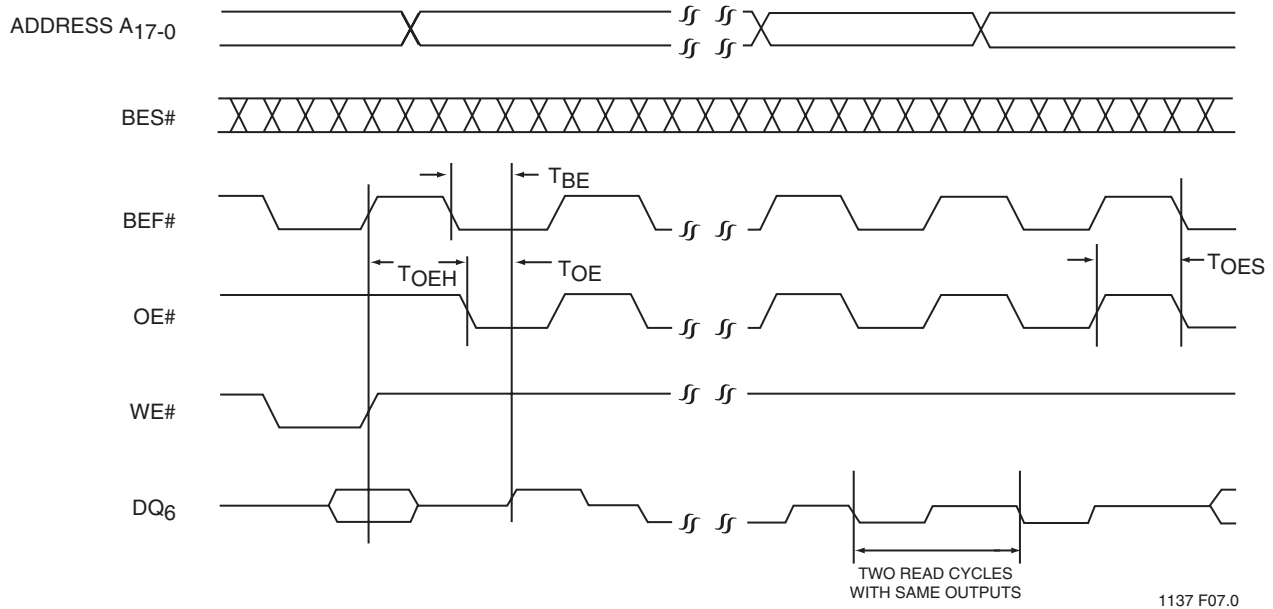 ADDRESS A17-0
BES#
TBE
BEF#
TOEH
TOE
TOES
OE#
WE#
DQ6
TWO READ CYCLES
WITH SAME OUTPUTS
1137 F07.0